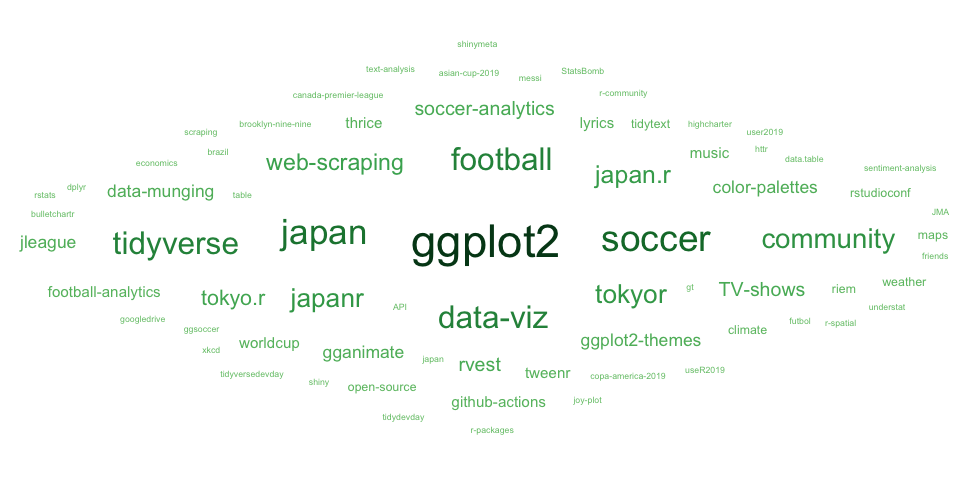 shinymeta
text-analysis
asian-cup-2019
messi
StatsBomb
canada-premier-league
soccer-analytics
r-community
brooklyn-nine-nine
thrice
lyrics
tidytext
highcharter
user2019
scraping
brazil
web-scraping
football
music
httr
data.table
economics
japan.r
sentiment-analysis
rstats
dplyr
data-munging
table
color-palettes
rstudioconf
bulletchartr
JMA
jleague
tidyverse
japan
ggplot2
soccer
community
maps
friends
football-analytics
tokyo.r
japanr
API
tokyor
gt
TV-shows
riem
weather
googledrive
ggsoccer
data-viz
climate
futbol
r-spatial
understat
xkcd
worldcup
gganimate
japan
rvest
ggplot2-themes
tidyversedevday
shiny
open-source
tweenr
copa-america-2019
useR2019
tidydevday
github-actions
joy-plot
r-packages